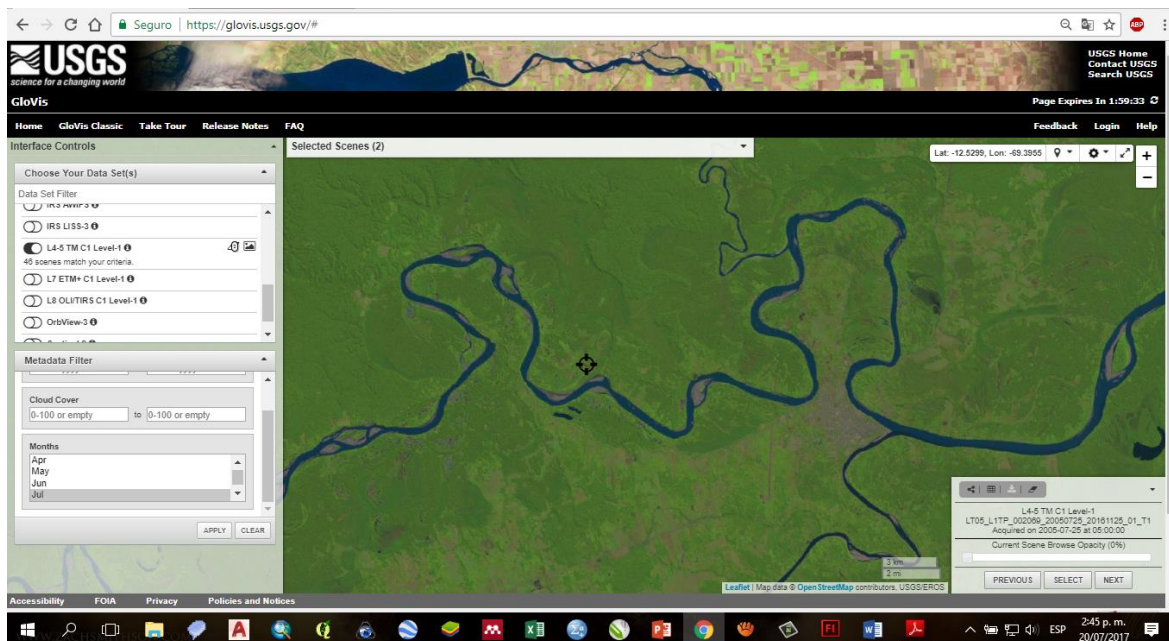 Seguro | https://glovis.usgs.gov/#
ABP
USGS
science for a changing world
USGS Home
Contact USGS
Search USGS
GloVis
Page Expires In 1:59:33
Home GloVis Classic Take Tour Release Notes FAQ
Feedback Login Help
Interface Controls
Selected Scenes (2)
Lat: -12.5299, Lon: -69.3955
+
−
Choose Your Data Set(s)
Data Set Filter
IRS AWiFS
IRS LISS-3
L4-5 TM C1 Level-1
46 scenes match your criteria.
L7 ETM+ C1 Level-1
L8 OLI/TIRS C1 Level-1
OrbView-3
Metadata Filter
Cloud Cover
0-100 or empty to 0-100 or empty
Months
Apr
May
Jun
Jul
APPLY CLEAR
L4-5 TM C1 Level-1
LT05_L1TP_002069_20050725_20161125_01_T1
Acquired on 2005-07-25 at 05:00:00
Current Scene Browse Opacity (0%)
PREVIOUS SELECT NEXT
3 km
2 mi
Leaflet | Map data © OpenStreetMap contributors, USGS/EROS
Accessibility FOIA Privacy Policies and Notices
ESP
2:45 p. m.
20/07/2017